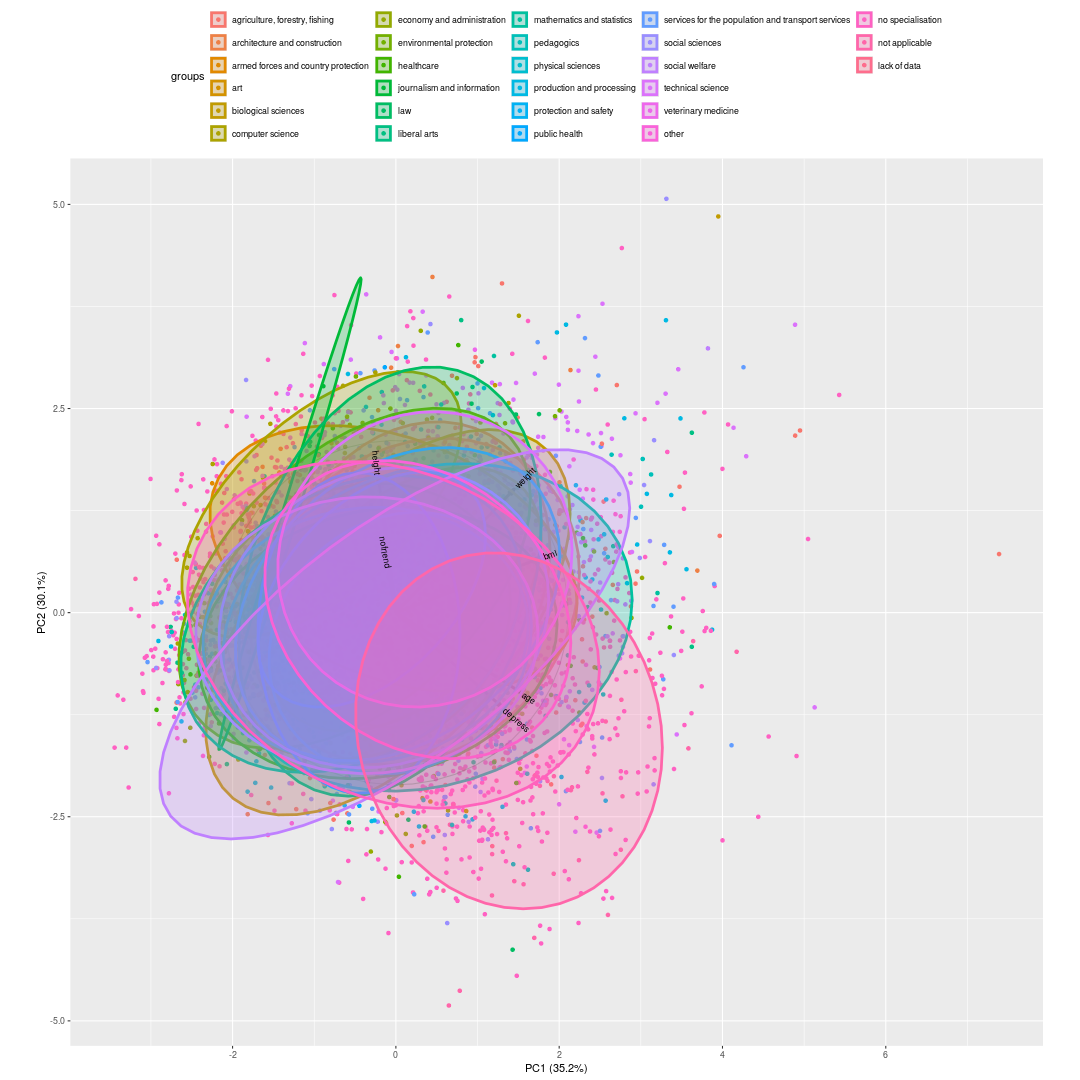 groups
agriculture, forestry, fishing
architecture and construction
armed forces and country protection
art
biological sciences
computer science
economy and administration
environmental protection
healthcare
journalism and information
law
liberal arts
mathematics and statistics
pedagogics
physical sciences
production and processing
protection and safety
public health
services for the population and transport services
social sciences
social welfare
technical science
veterinary medicine
other
no specialisation
not applicable
lack of data
5.0
2.5
0.0
-2.5
-5.0
PC2 (30.1%)
height
weight
nofriend
bmi
age
depress
-2
0
2
4
6
PC1 (35.2%)